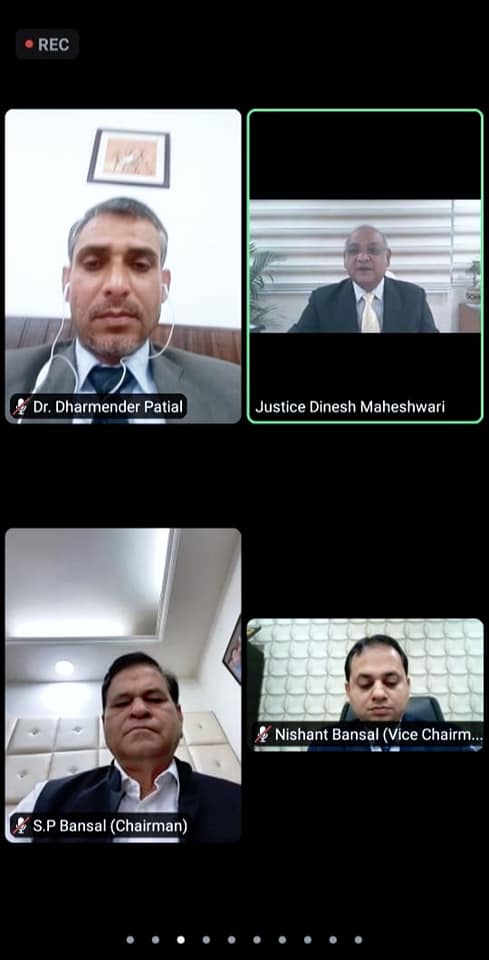 REC
Dr. Dharmender Patial
Justice Dinesh Maheshwari
S.P Bansal (Chairman)
Nishant Bansal (Vice Chairm...